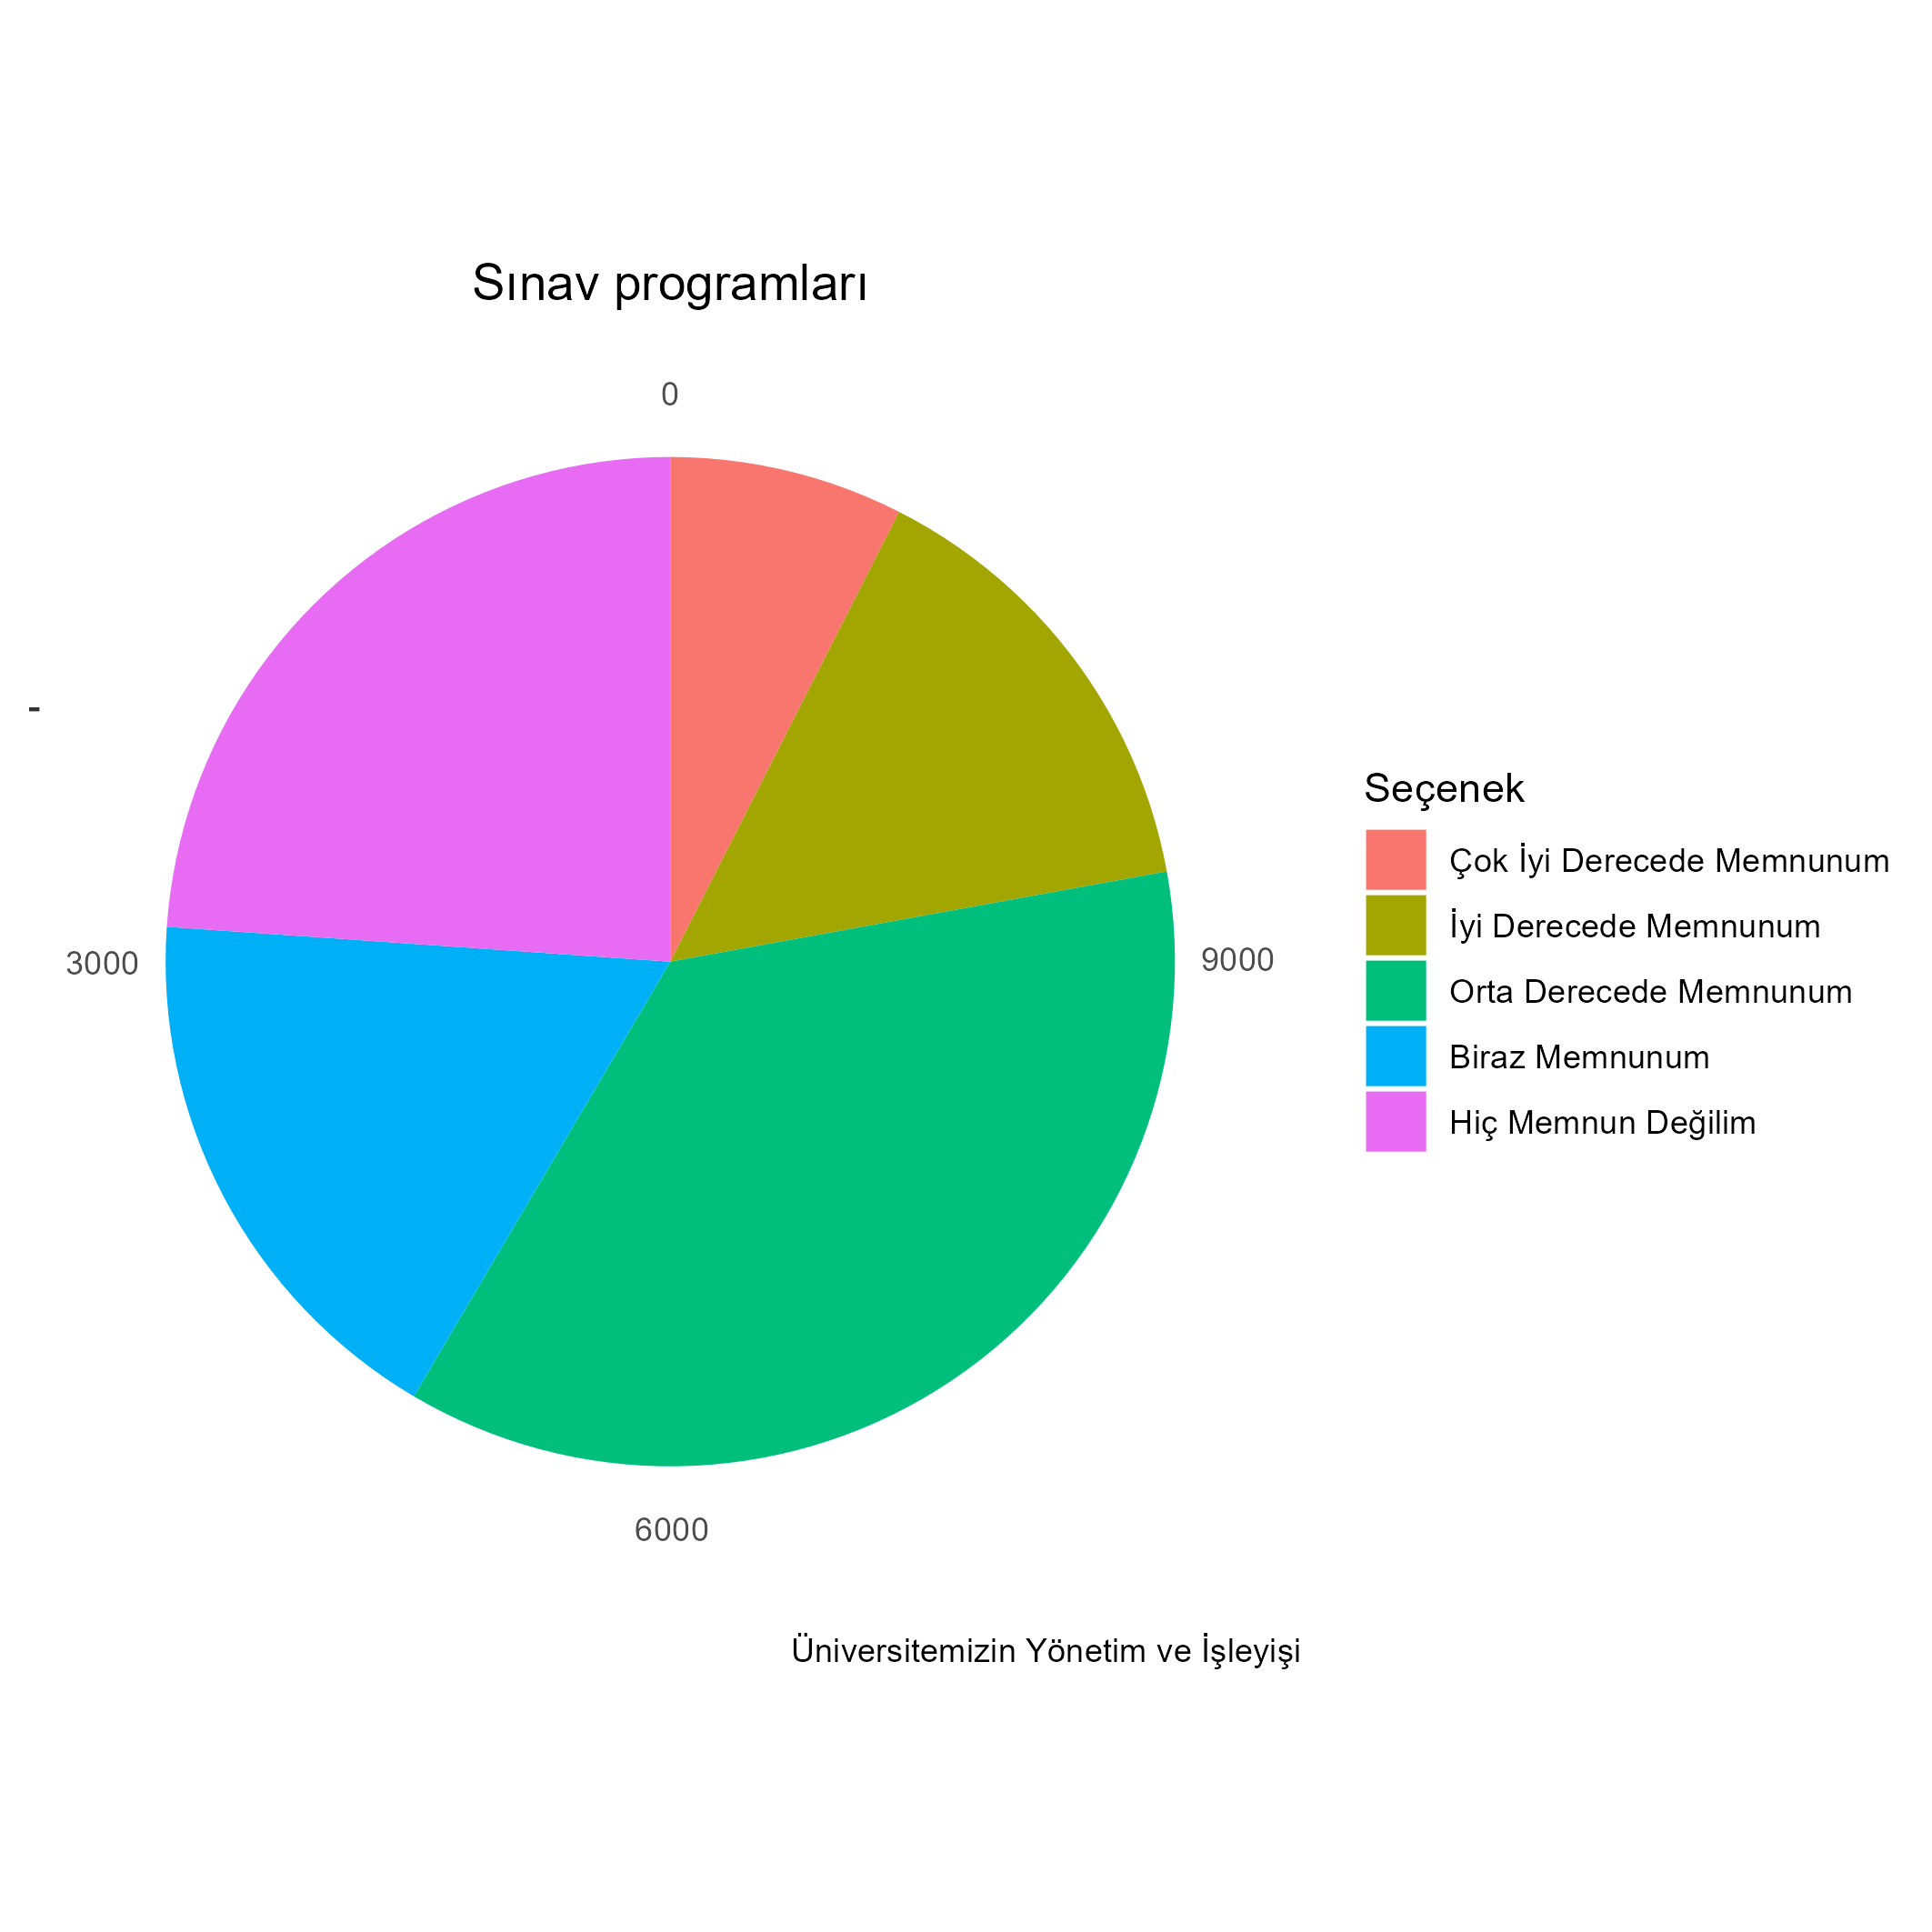 Sınav programları
0
-
3000
9000
6000
Seçenek
Çok İyi Derecede Memnunum
İyi Derecede Memnunum
Orta Derecede Memnunum
Biraz Memnunum
Hiç Memnun Değilim
Üniversitemizin Yönetim ve İşleyişi